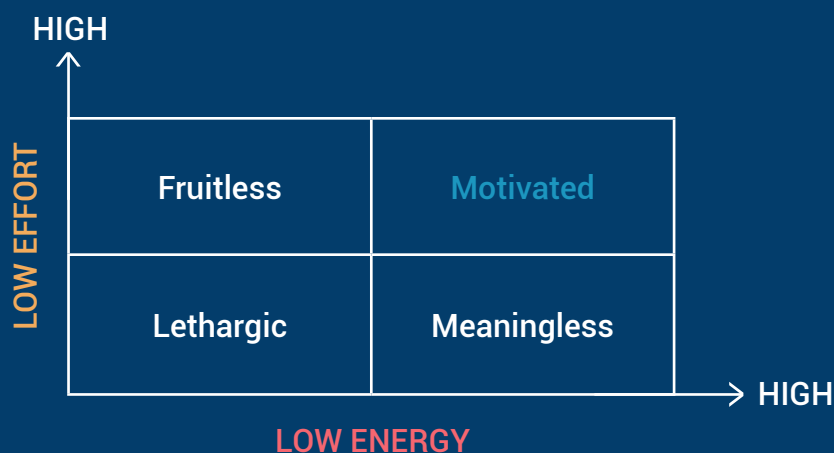 HIGH
LOW EFFORT
Fruitless
Motivated
Lethargic
Meaningless
HIGH
LOW ENERGY